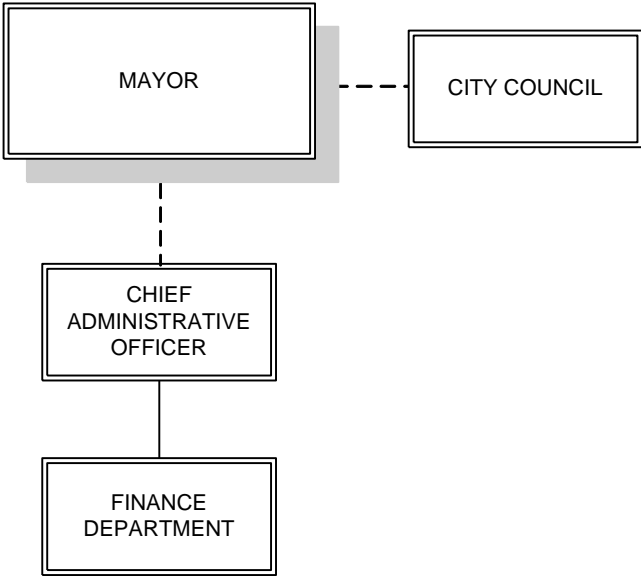 MAYOR
CITY COUNCIL
CHIEF
ADMINISTRATIVE
OFFICER
FINANCE
DEPARTMENT